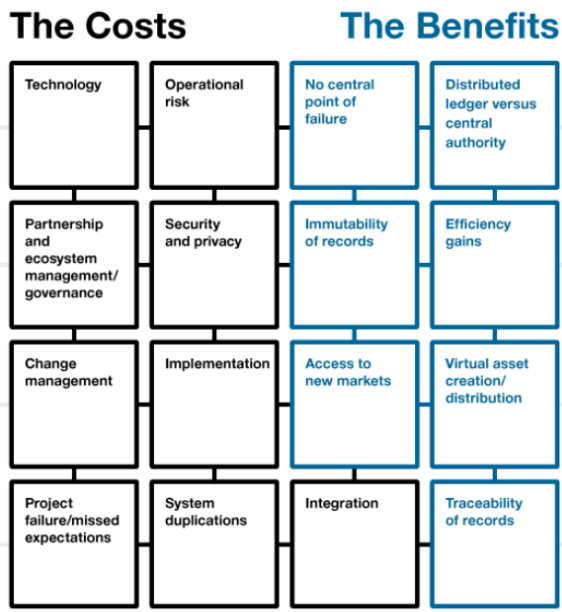 The Costs
The Benefits
Technology
Operational
risk
No central
point of
failure
Distributed
ledger versus
central
authority
Partnership
and
ecosystem
management/
governance
Security
and privacy
Immutability
of records
Efficiency
gains
Change
management
Implementation
Access to
new markets
Virtual asset
creation/
distribution
Project
failure/missed
expectations
System
duplications
Integration
Traceability
of records